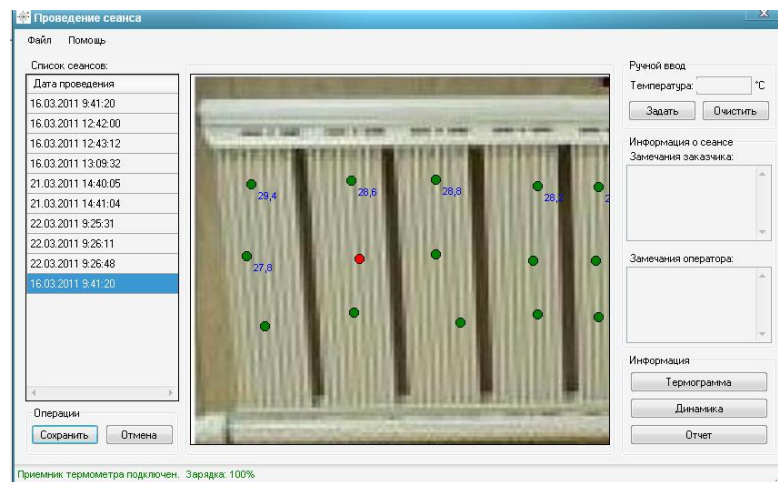 Проведение сеанса
Файл Помощь
Список сеансов:
Дата проведения
16.03.2011 9:41:20
16.03.2011 12:42:00
16.03.2011 12:43:12
16.03.2011 13:09:32
21.03.2011 14:40:05
21.03.2011 14:41:04
22.03.2011 9:25:31
22.03.2011 9:26:11
22.03.2011 9:26:48
16.03.2011 9:41:20
Операции
Сохранить Отмена
29,4 28,6 28,8
27,8
Ручной ввод
Температура: °C
Задать Очистить
Информация о сеансе
Замечания заказчика:
Замечания оператора:
Информация
Термограмма
Динамика
Отчет
Приемник термометра подключен. Зарядка: 100%